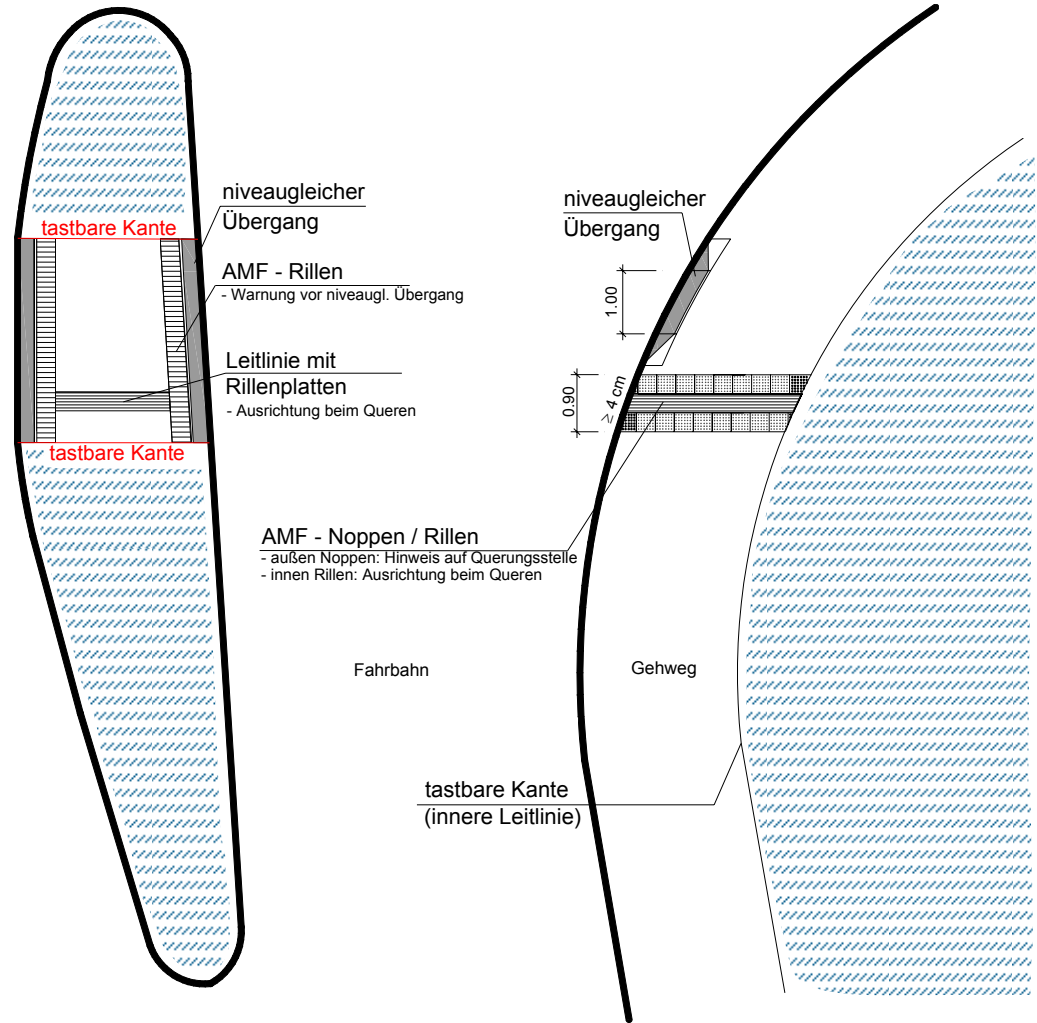 niveaugleicher
Übergang
tastbare Kante
AMF - Rillen
- Warnung vor niveaugl. Übergang
Leitlinie mit
Rillenplatten
- Ausrichtung beim Queren
tastbare Kante
niveaugleicher
Übergang
1.00
0.90
≥ 4 cm
AMF - Noppen / Rillen
- außen Noppen: Hinweis auf Querungsstelle
- innen Rillen: Ausrichtung beim Queren
Fahrbahn
Gehweg
tastbare Kante
(innere Leitlinie)